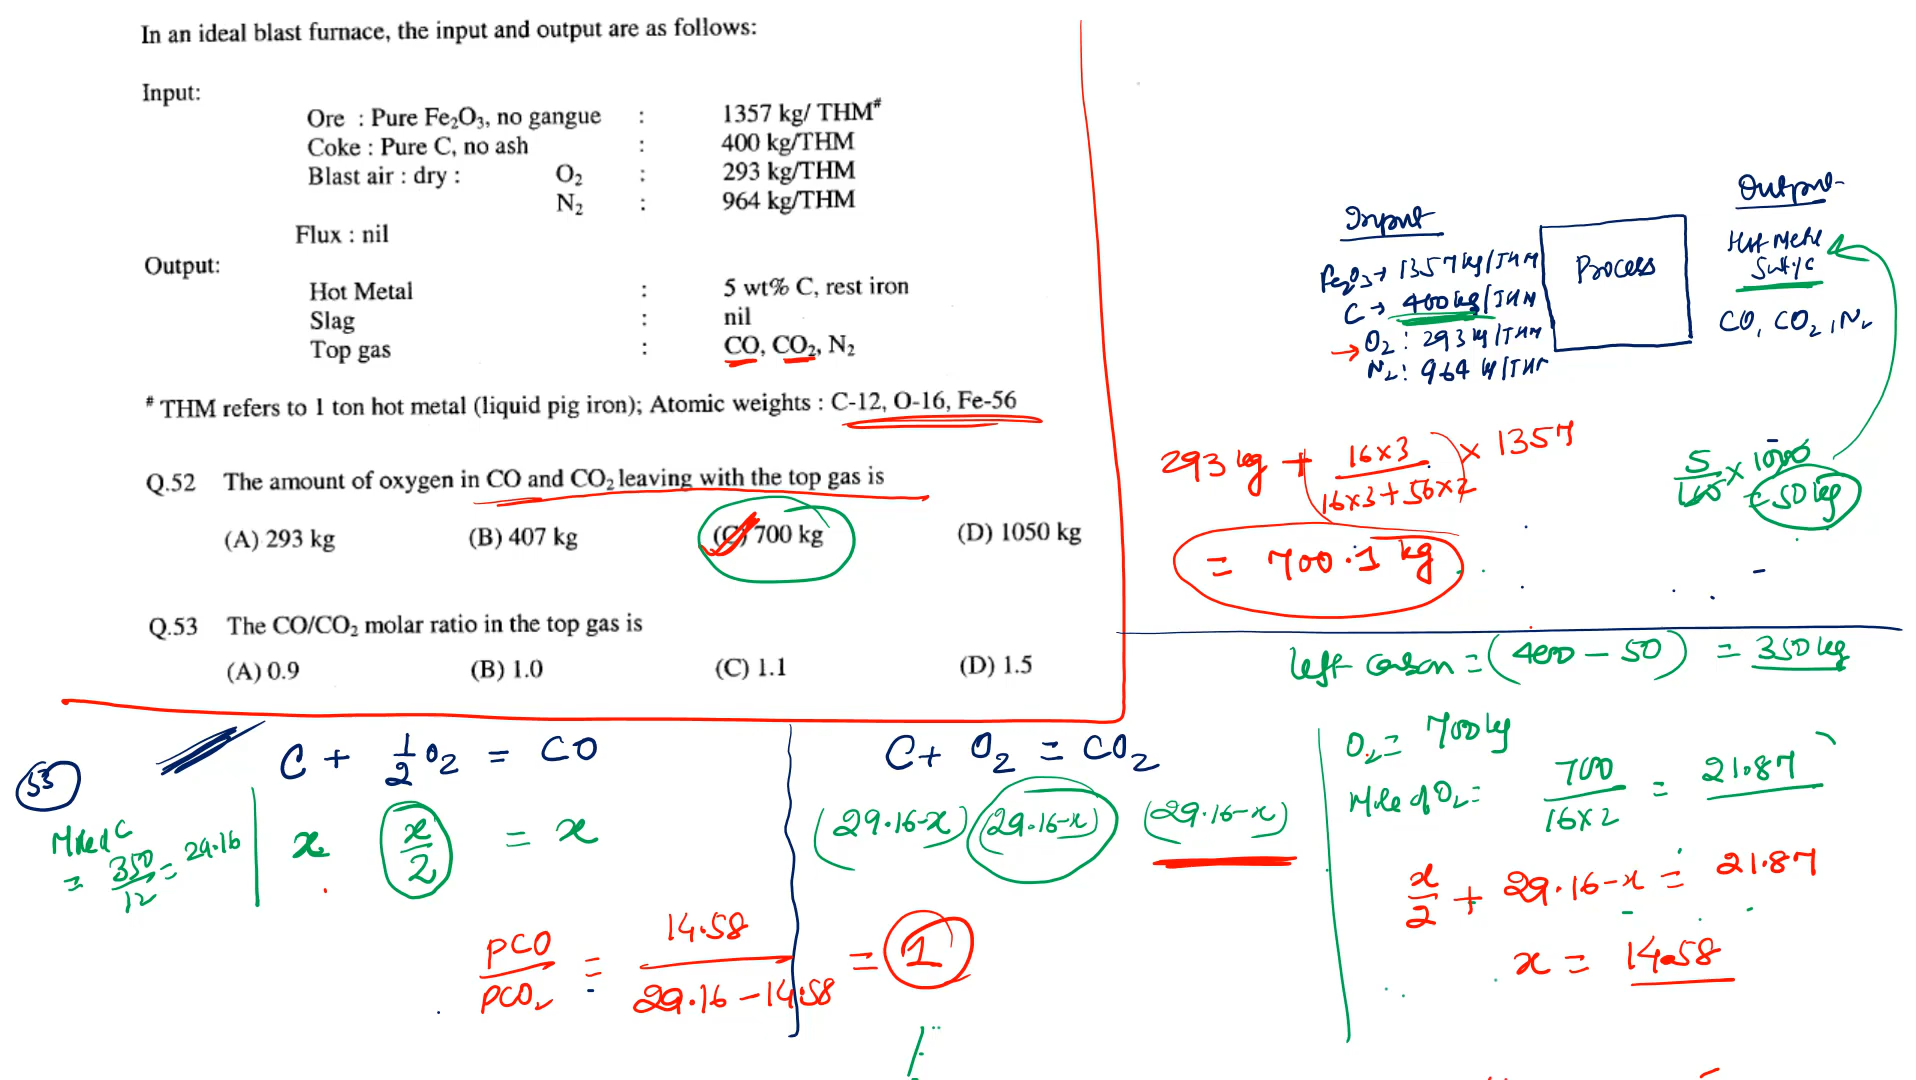 In an ideal blast furnace, the input and output are as follows:
Input:
Ore : Pure Fe₂O₃, no gangue : 1357 kg/ THM#
Coke : Pure C, no ash : 400 kg/THM
Blast air : dry : O₂ : 293 kg/THM
N₂ : 964 kg/THM
Flux : nil
Output:
Hot Metal : 5 wt% C, rest iron
Slag : nil
Top gas : CO, CO₂, N₂
# THM refers to 1 ton hot metal (liquid pig iron); Atomic weights : C-12, O-16, Fe-56
Q.52 The amount of oxygen in CO and CO₂ leaving with the top gas is
(A) 293 kg (B) 407 kg (C) 700 kg (D) 1050 kg
Q.53 The CO/CO₂ molar ratio in the top gas is
(A) 0.9 (B) 1.0 (C) 1.1 (D) 1.5
Input
Fe₂O₃ → 1357 kg/THM
C → 400 kg/THM
→ O₂ : 293 kg/THM
N₂ : 964 kg/THM
Process
Output
Hot Metal
5wt%C
CO, CO₂, N₂
293 kg + 16×3 / 16×3+56×2 × 1357
= 700.1 kg
5/100 × 1000
= 50 kg
left carbon = (400 - 50) = 350 kg
53
C + 1/2 O₂ = CO
Mole of C
= 350/12 = 29.16
x x/2 = x
C + O₂ = CO₂
(29.16-x) (29.16-x) (29.16-x)
O₂ = 700 kg
Mole of O₂ = 700 / 16×2 = 21.87
x/2 + 29.16-x = 21.87
x = 14.58
PCO / PCO₂ = 14.58 / 29.16 - 14.58 = 1